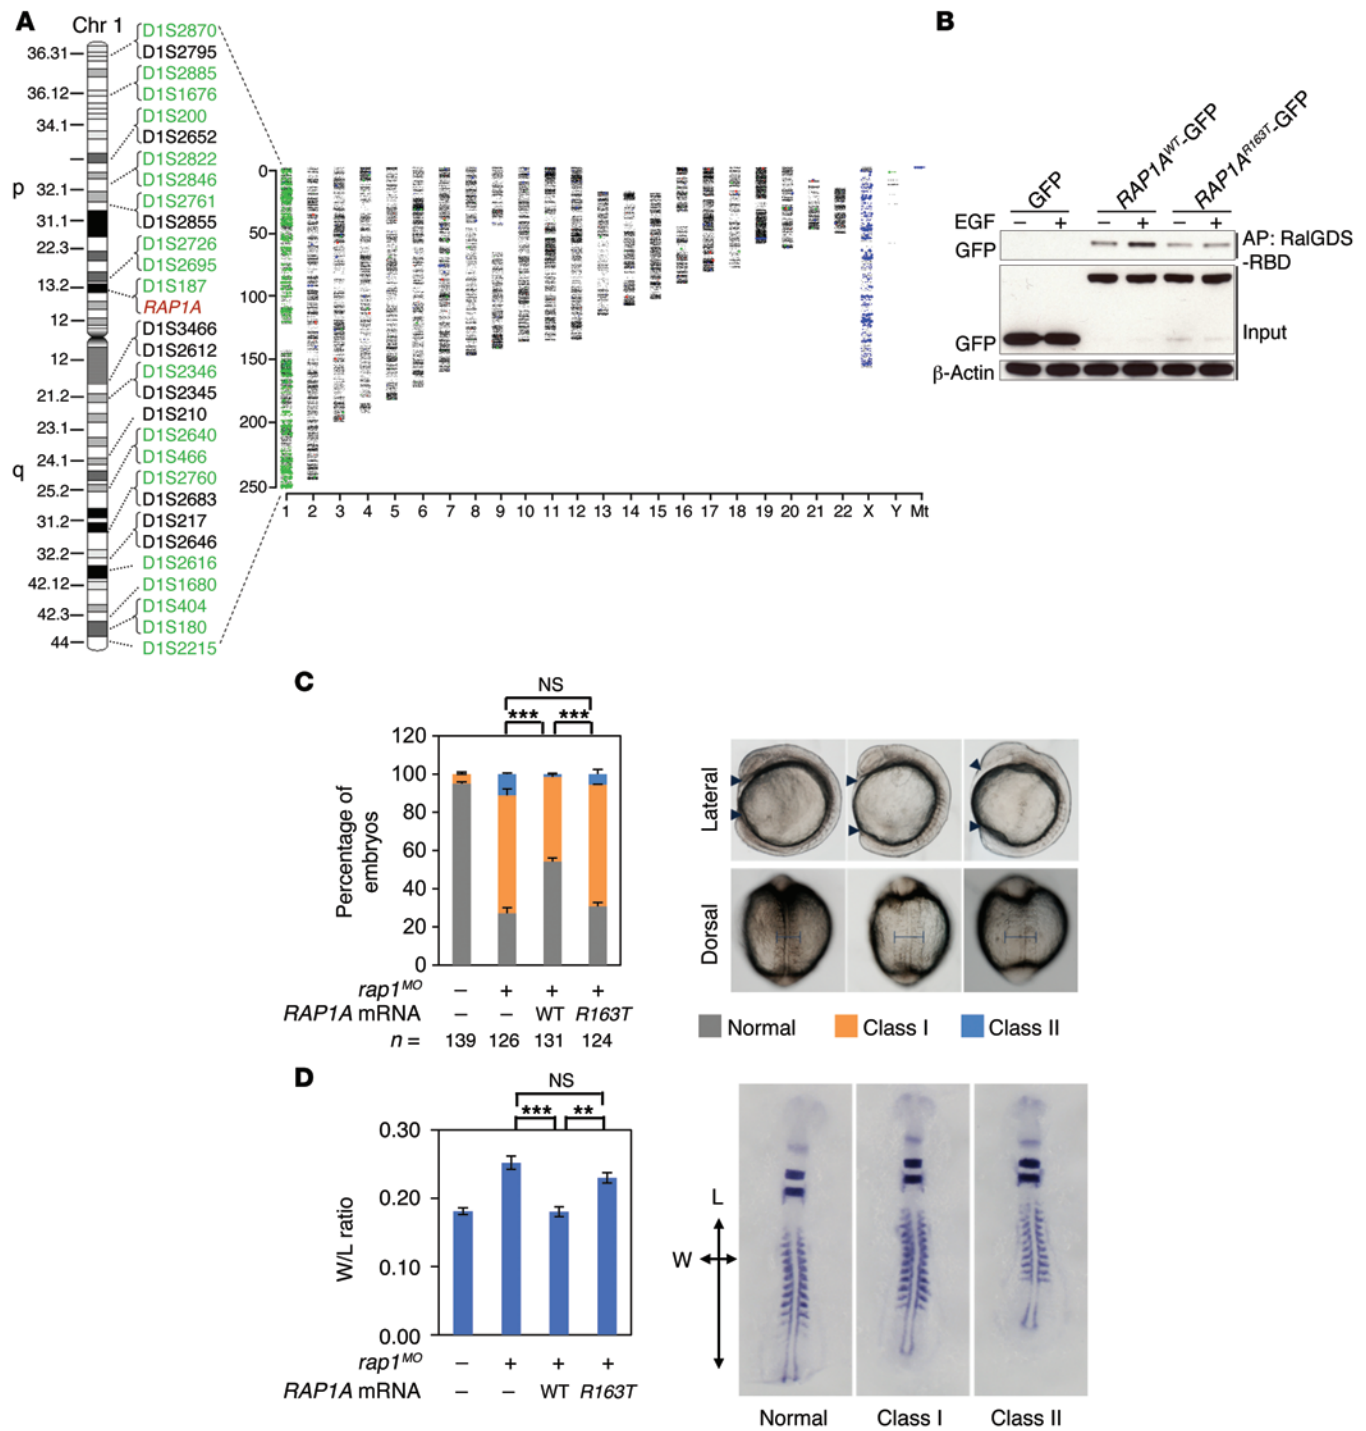 A
Chr 1
36.31
36.12
34.1
p
32.1
31.1
22.3
13.2
12
12
21.2
23.1
24.1
q
25.2
31.2
32.2
42.12
42.3
44
D1S2870
D1S2795
D1S2885
D1S1676
D1S200
D1S2652
D1S2822
D1S2846
D1S2761
D1S2855
D1S2726
D1S2695
D1S187
RAP1A
D1S3466
D1S2612
D1S2346
D1S2345
D1S210
D1S2640
D1S466
D1S2760
D1S2683
D1S217
D1S2646
D1S2616
D1S1680
D1S404
D1S180
D1S2215
0
50
100
150
200
250
1 2 3 4 5 6 7 8 9 10 11 12 13 14 15 16 17 18 19 20 21 22 X Y Mt
B
GFP RAP1A^WT-GFP RAP1A^R163T-GFP
EGF – + – + – +
GFP AP: RalGDS
-RBD
GFP Input
β-Actin
C
NS
*** ***
120
100
80
60
40
20
0
Percentage of
embryos
rap1^MO – + + +
RAP1A mRNA – – WT R163T
n = 139 126 131 124
Lateral
Dorsal
Normal Class I Class II
D
NS
*** **
0.30
0.20
0.10
0.00
W/L ratio
rap1^MO – + + +
RAP1A mRNA – – WT R163T
L
W
Normal Class I Class II